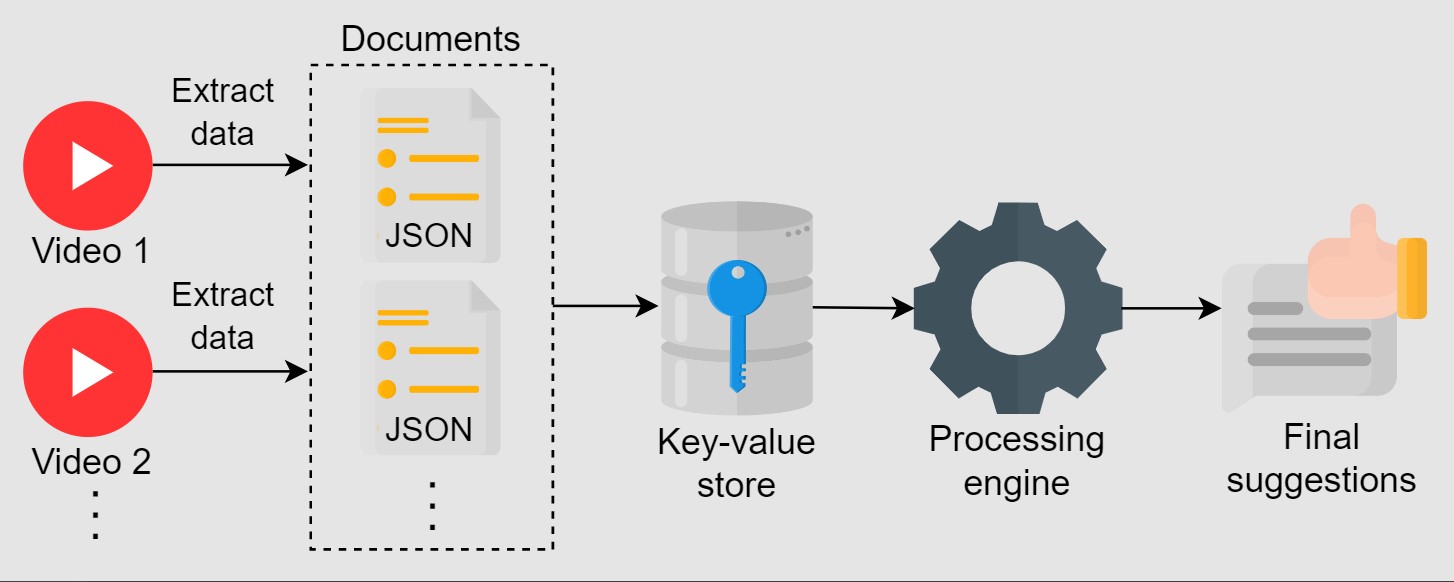 Documents
Extract
data
Video 1
JSON
Extract
data
Video 2
JSON
Key-value
store
Processing
engine
Final
suggestions